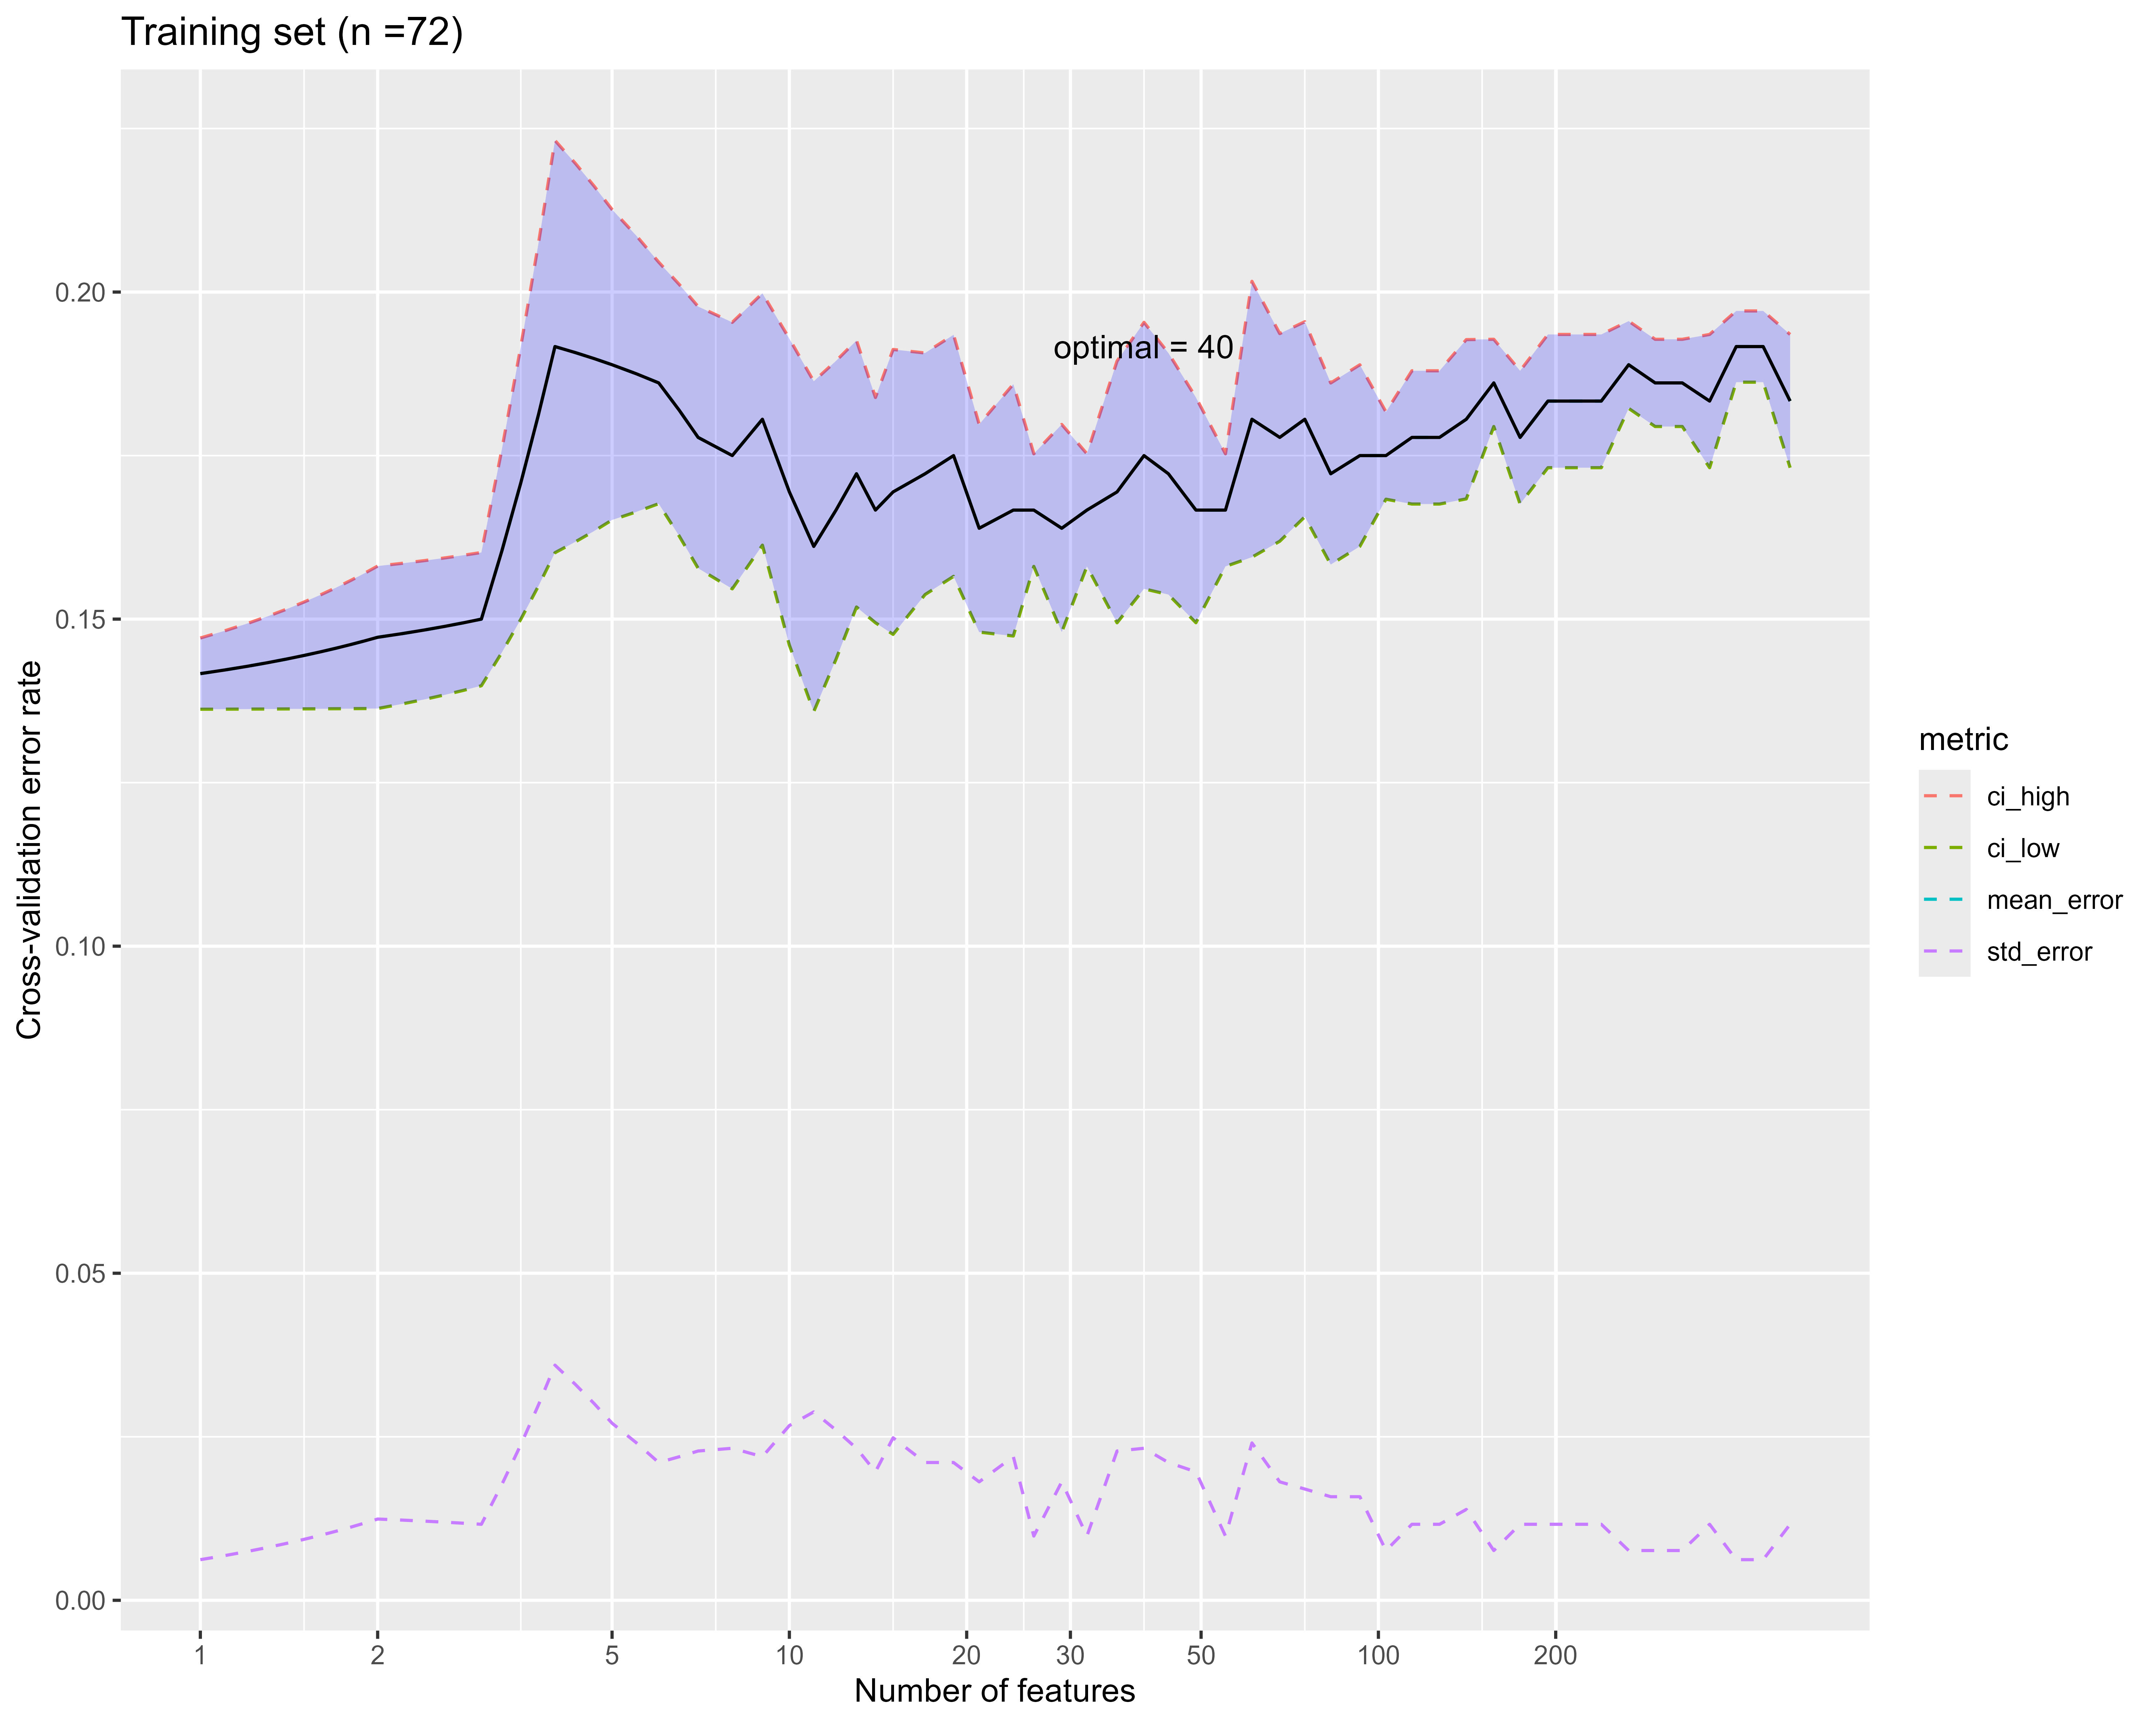 Training set (n =72)
Cross-validation error rate
0.20
0.15
0.10
0.05
0.00
optimal = 40
1 2 5 10 20 30 50 100 200
Number of features
metric
ci_high
ci_low
mean_error
std_error